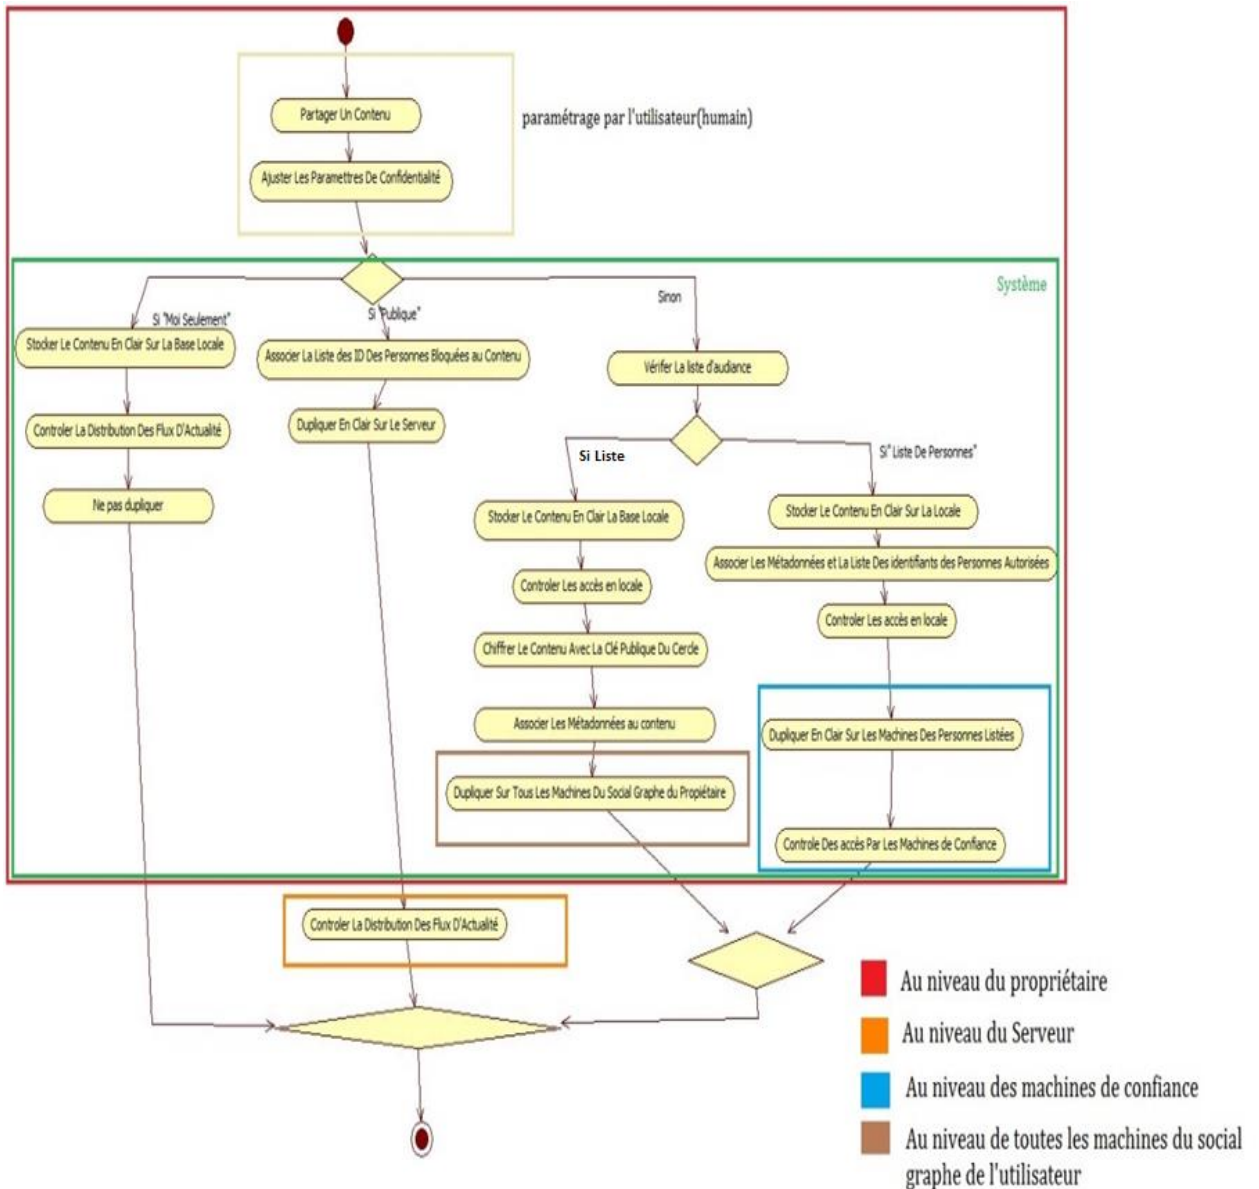 Partager Un Contenu
paramétrage par l'utilisateur(humain)
Ajuster Les Paramettres De Confidentialité
Système
Sinon
Si "Moi Seulement"
Si "Publique"
Stocker Le Contenu En Clair Sur La Base Locale
Associer La Liste des ID Des Personnes Bloquées au Contenu
Vérifer La liste d'audiance
Controler La Distribution Des Flux D'Actualité
Dupliquer En Clair Sur Le Serveur
Si Liste
Si" Liste De Personnes"
Ne pas dupliquer
Stocker Le Contenu En Clair La Base Locale
Stocker Le Contenu En Clair Sur La Locale
Associer Les Métadonnées et La Liste Des identifiants des Personnes Autorisées
Controler Les accès en locale
Controler Les accès en locale
Chiffrer Le Contenu Avec La Clé Publique Du Cercle
Associer Les Métadonnées au contenu
Dupliquer En Clair Sur Les Machines Des Personnes Listées
Dupliquer Sur Tous Les Machines Du Social Graphe du Propiétaire
Controle Des accès Par Les Machines de Confiance
Controler La Distribution Des Flux D'Actualité
Au niveau du propriétaire
Au niveau du Serveur
Au niveau des machines de confiance
Au niveau de toutes les machines du social
graphe de l'utilisateur